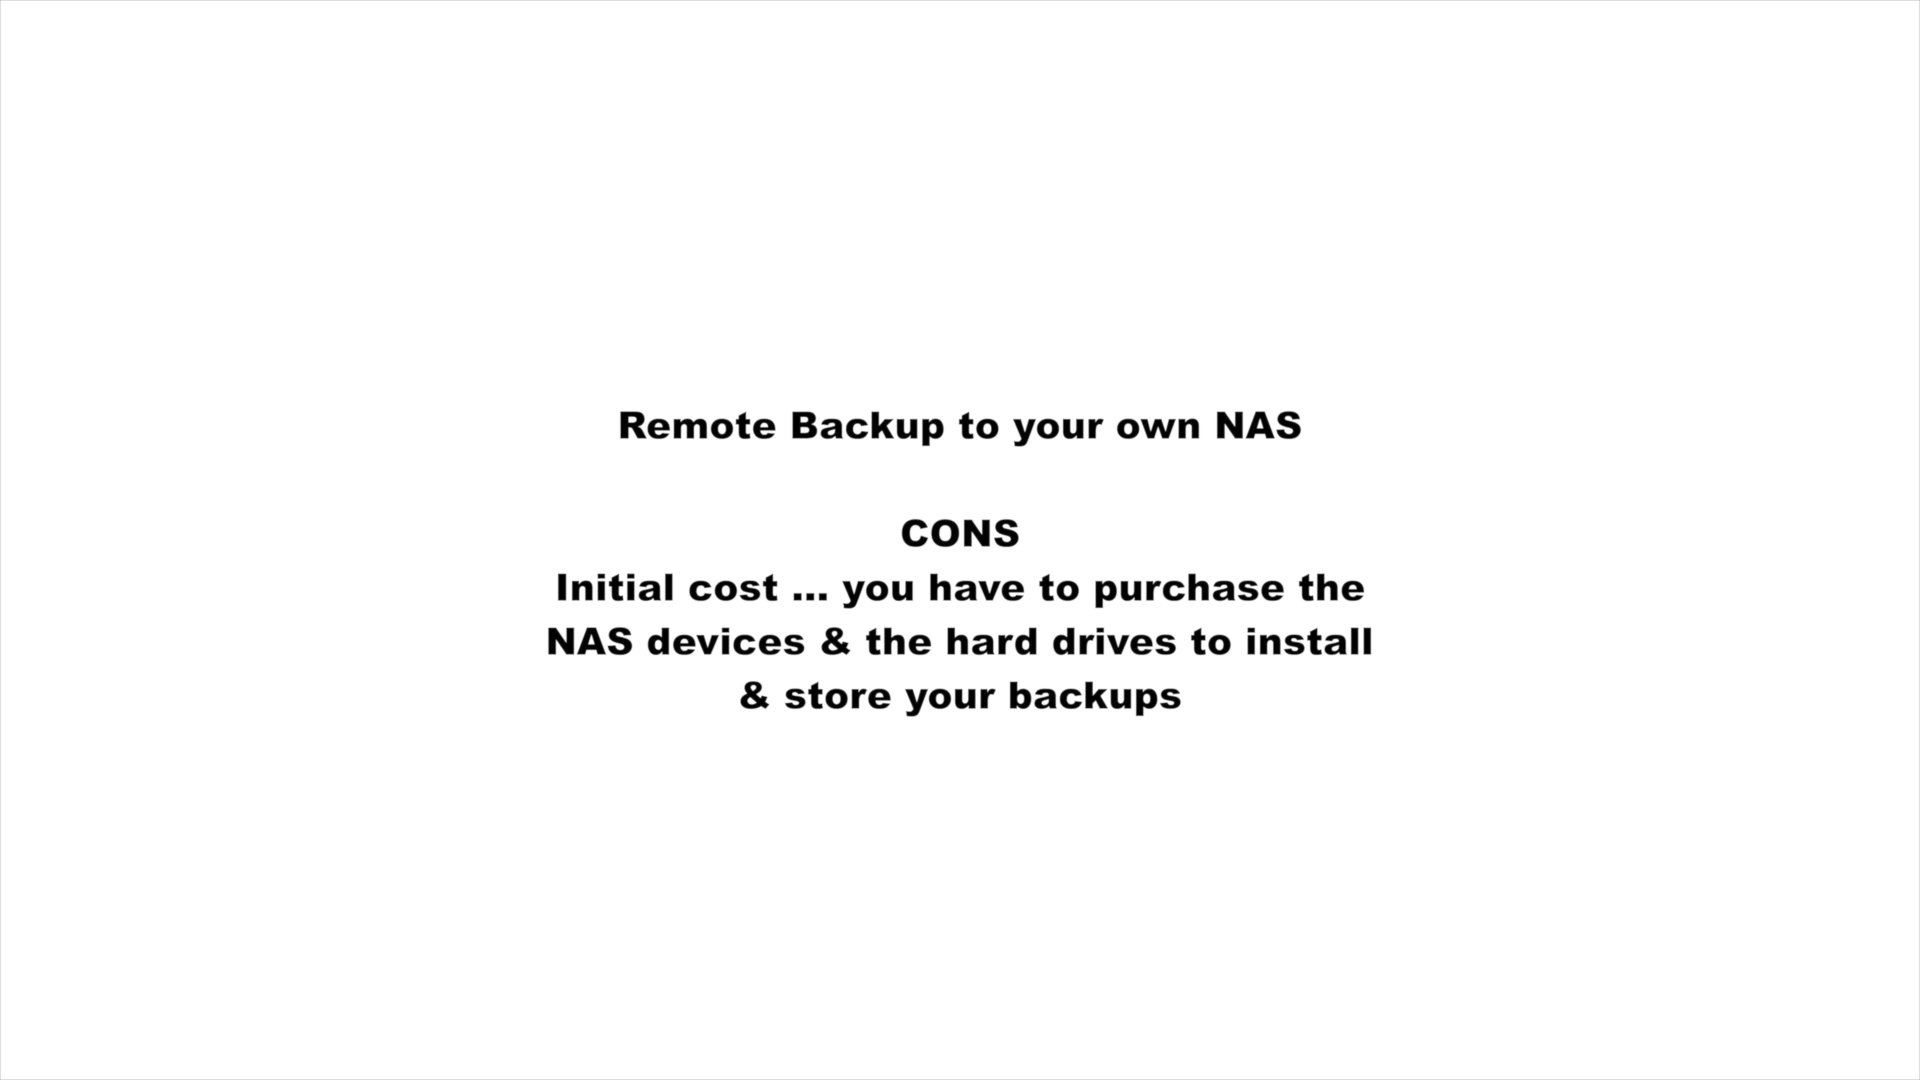 Remote Backup to your own NAS
CONS
Initial cost ... you have to purchase the
NAS devices & the hard drives to install
& store your backups